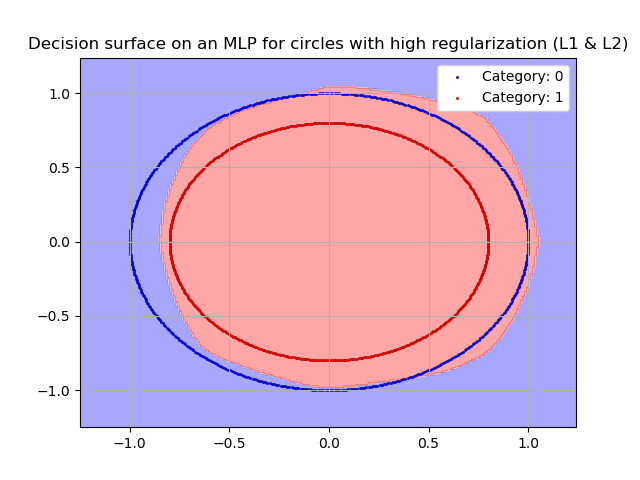 Decision surface on an MLP for circles with high regularization (L1 & L2)
Category: 0
Category: 1
1.0
0.5
0.0
−0.5
−1.0
−1.0 −0.5 0.0 0.5 1.0